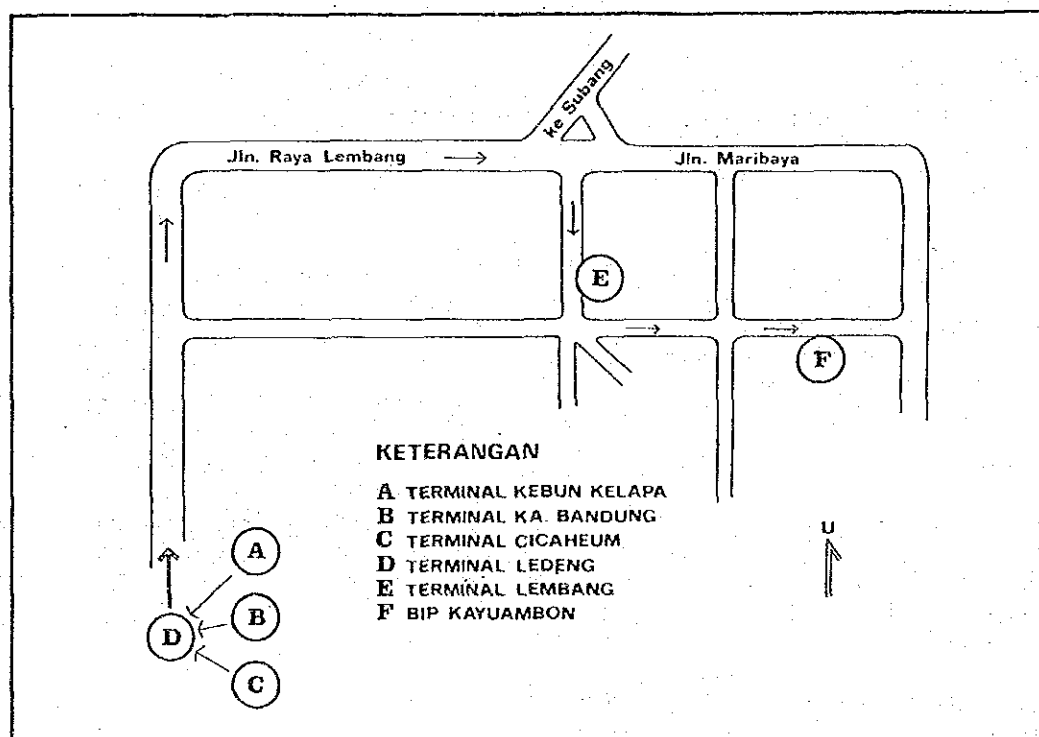 ke Subang
Jln. Raya Lembang
Jln. Maribaya
E
F
KETERANGAN
A TERMINAL KEBUN KELAPA
B TERMINAL KA. BANDUNG
C TERMINAL CICAHEUM
D TERMINAL LEDENG
E TERMINAL LEMBANG
F BIP KAYUAMBON
U
A
B
D
C